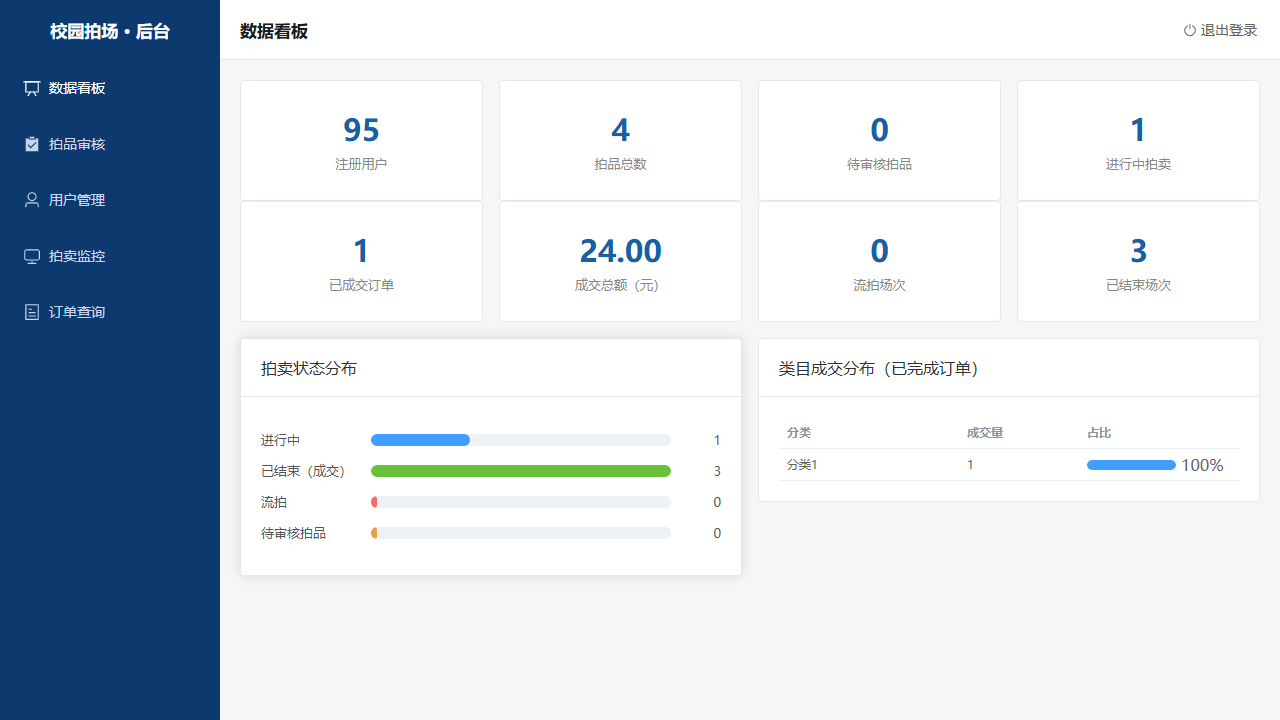 校园拍场 · 后台
数据看板
拍品审核
用户管理
拍卖监控
订单查询
数据看板
退出登录
95
注册用户
4
拍品总数
0
待审核拍品
1
进行中拍卖
1
已成交订单
24.00
成交总额（元）
0
流拍场次
3
已结束场次
拍卖状态分布
进行中 1
已结束（成交） 3
流拍 0
待审核拍品 0
类目成交分布（已完成订单）
分类 成交量 占比
分类1 1 100%